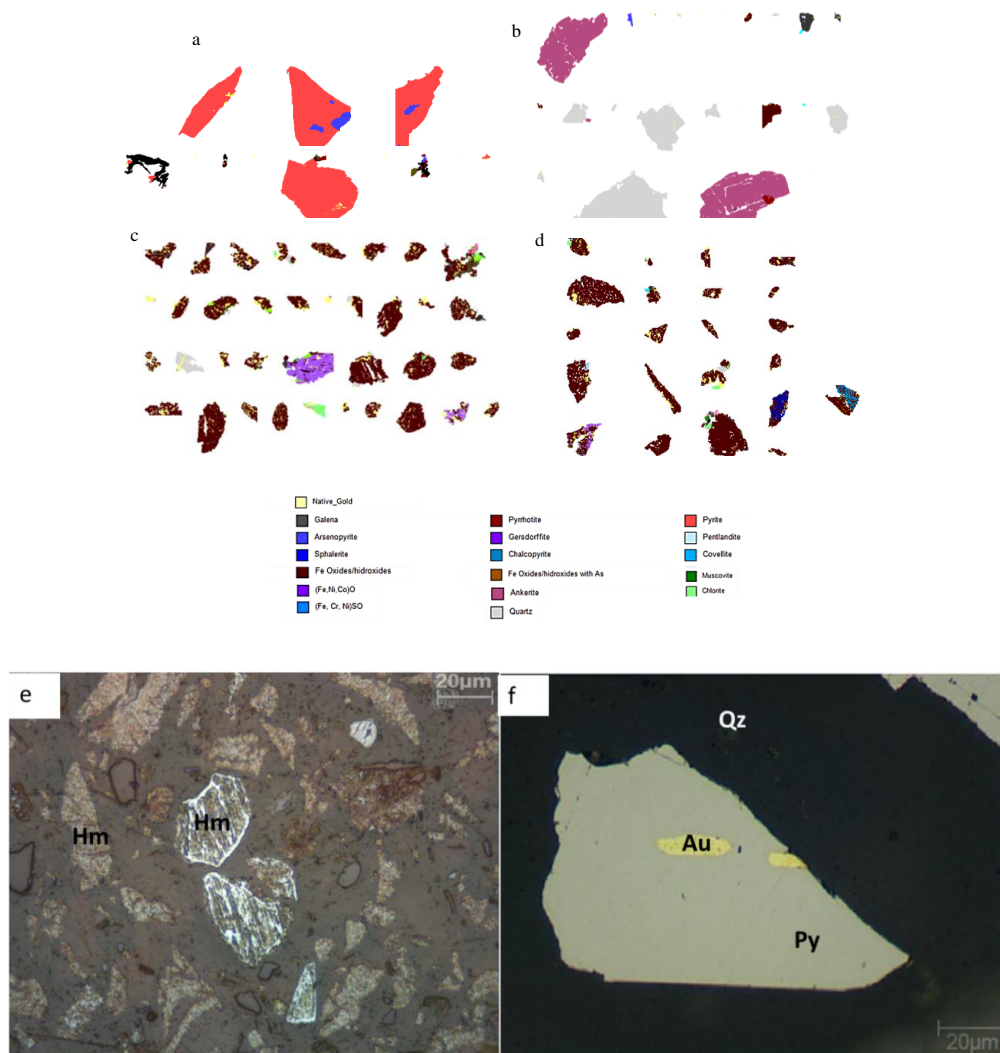 a
b
c
d
Native_Gold
Galena
Pyrrhotite
Pyrite
Arsenopyrite
Gersdorffite
Pentlandite
Sphalerite
Chalcopyrite
Covellite
Fe Oxides/hidroxides
Fe Oxides/hidroxides with As
Muscovite
(Fe,Ni,Co)O
Ankerite
Chlorite
(Fe, Cr, Ni)SO
Quartz
e
20µm
Hm
Hm
f
Qz
Au
Py
20µm